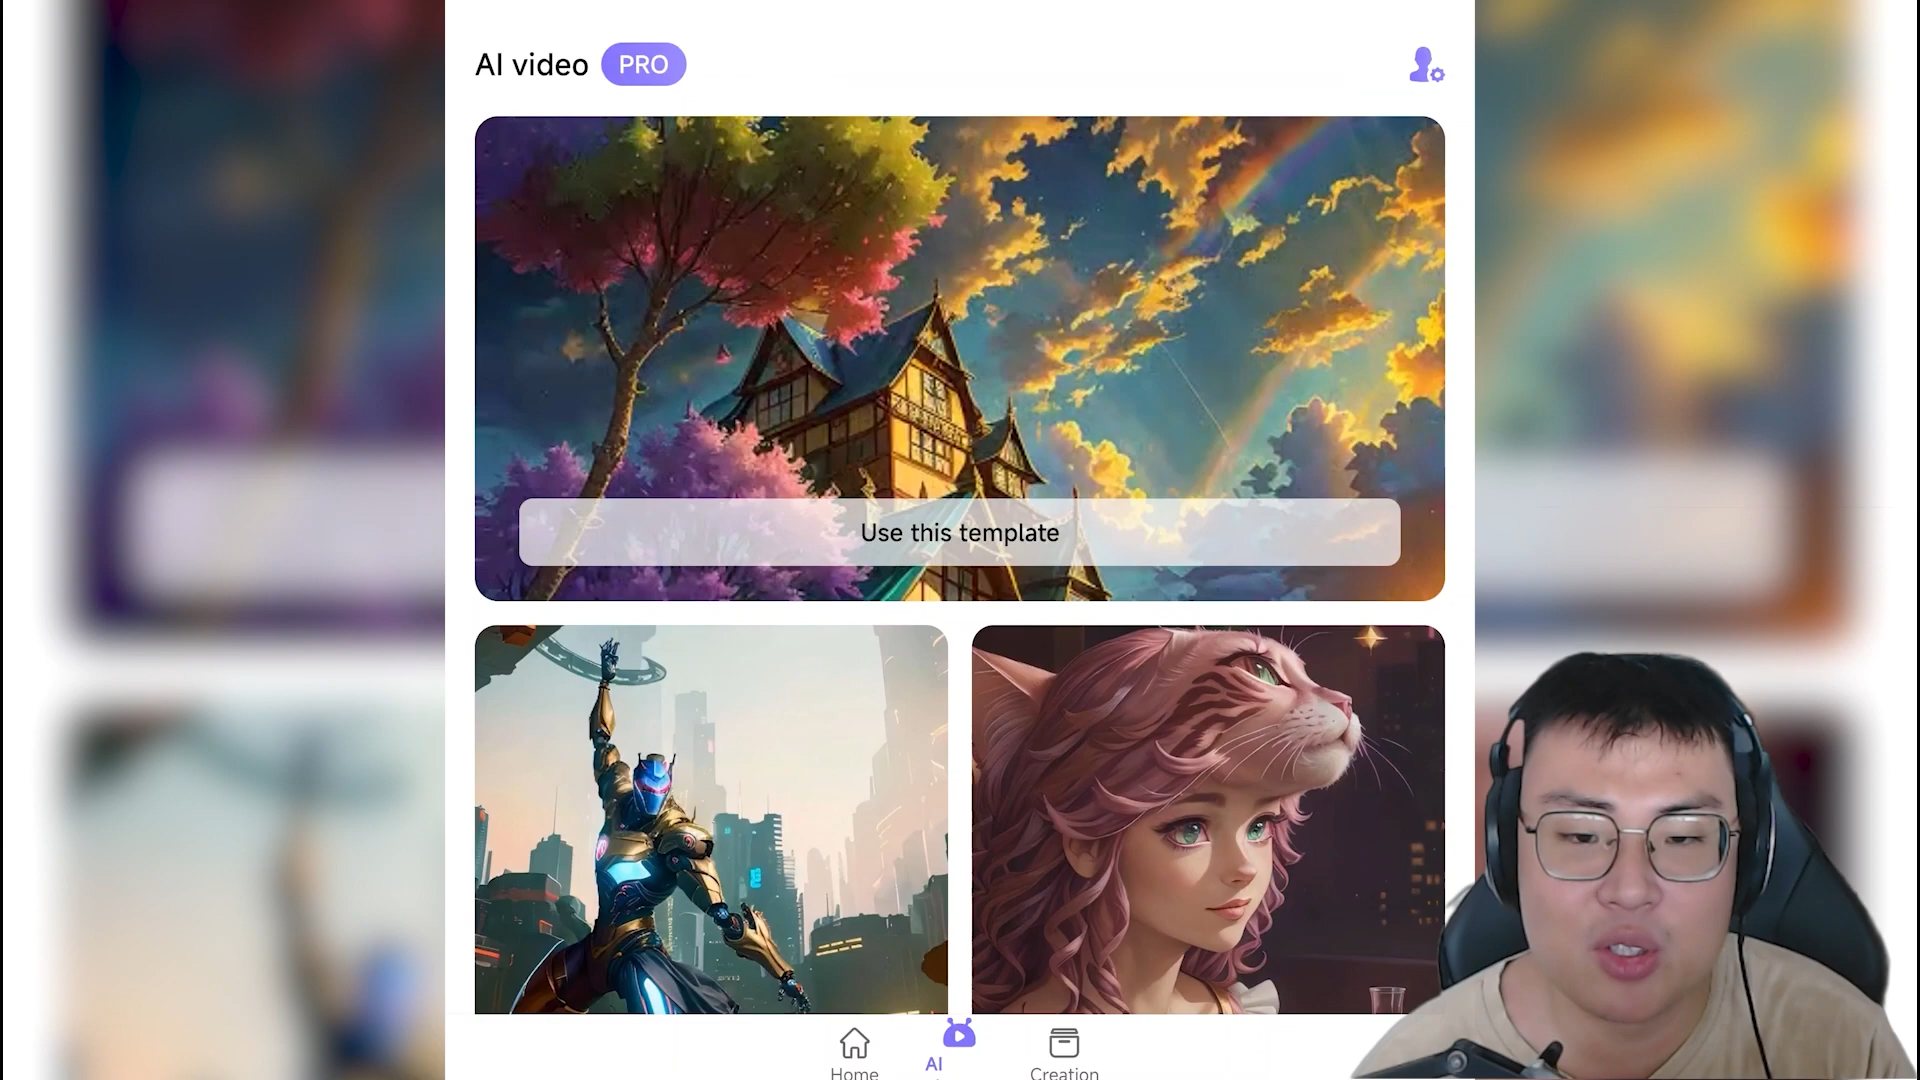 AI video PRO
Use this template
Home
AI
Creation